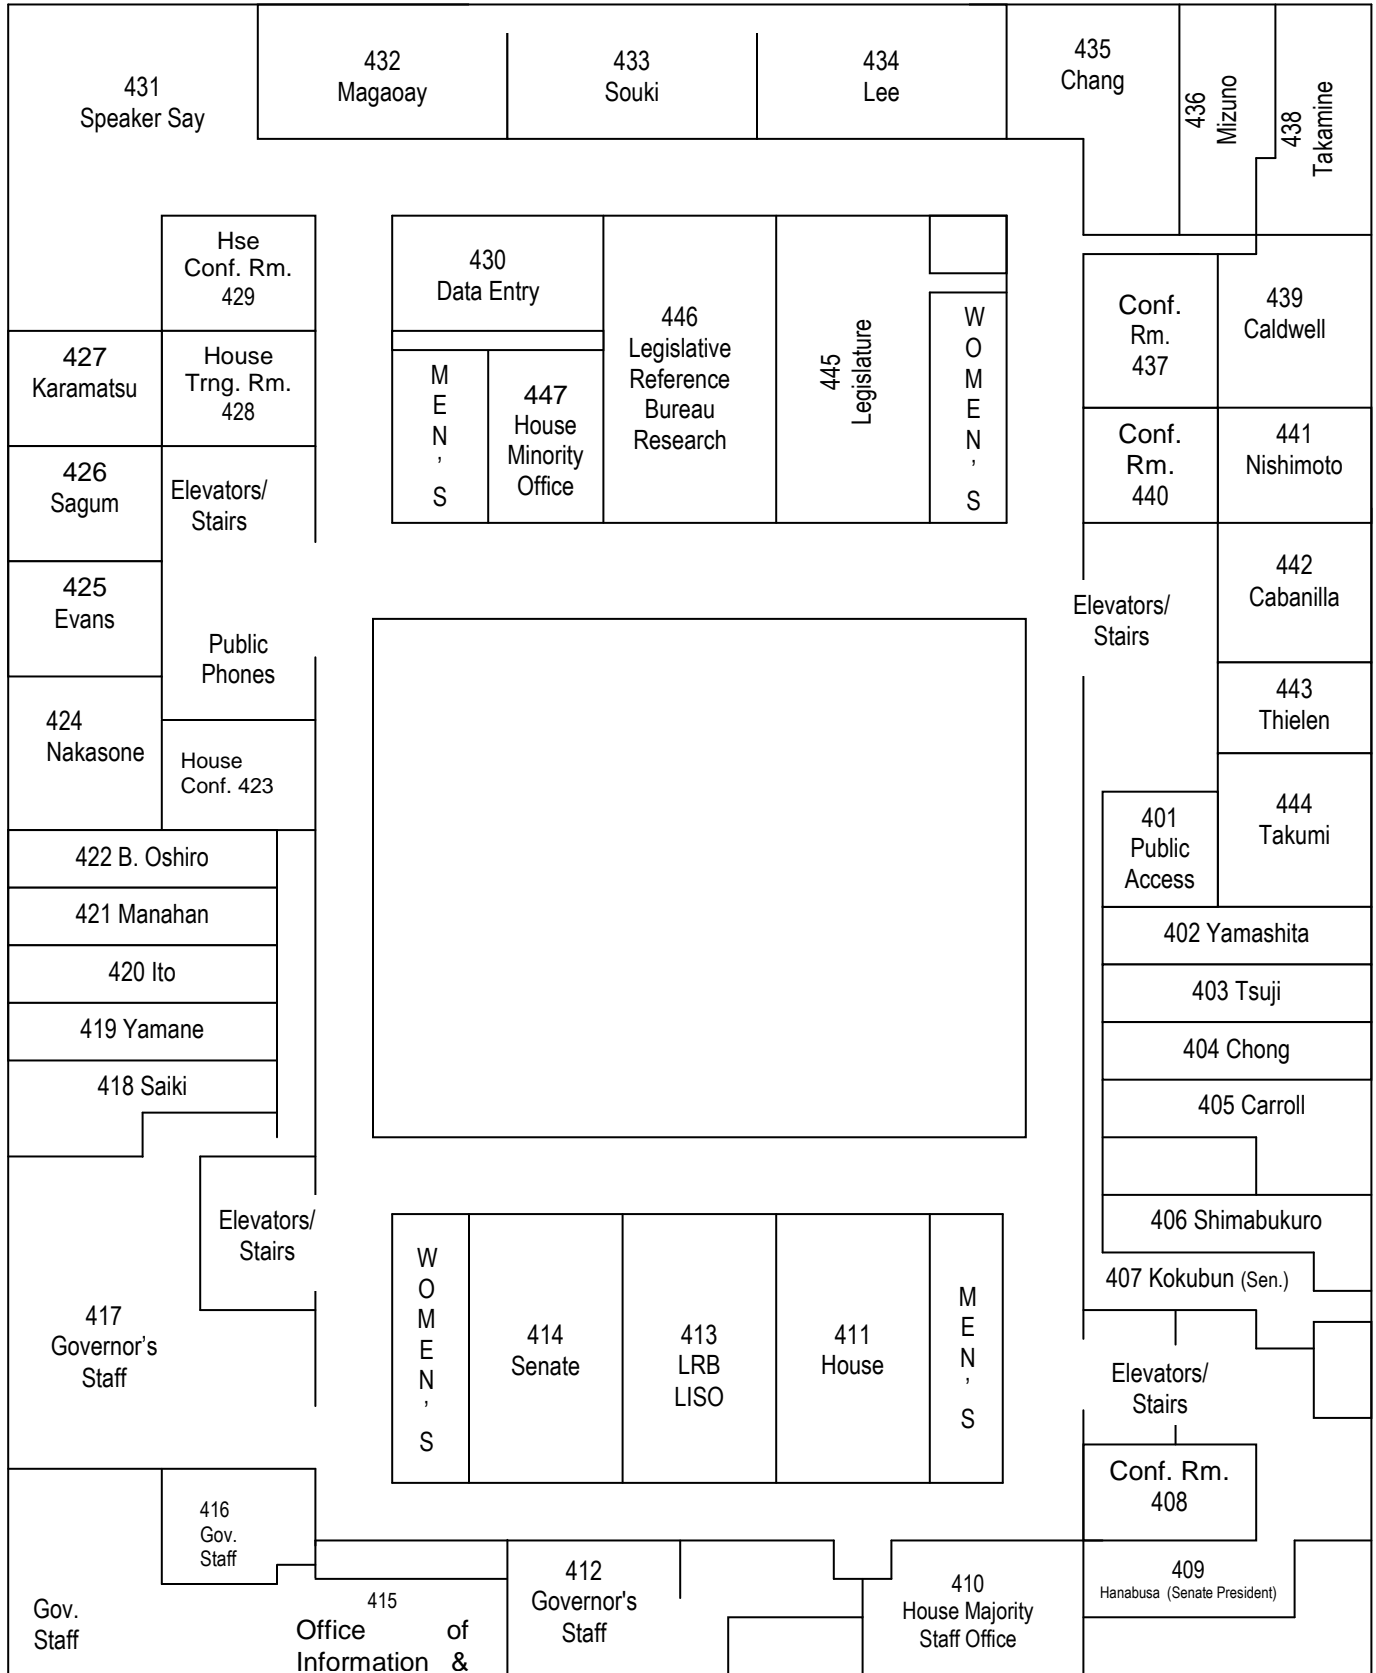 431
Speaker Say
432
Magaoay
433
Souki
434
Lee
435
Chang
436
Mizuno
438
Takamine
Hse
Conf. Rm.
429
430
Data Entry
446
Legislative
Reference
Bureau
Research
445
Legislature
W
O
M
E
N
’
S
Conf.
Rm.
437
439
Caldwell
427
Karamatsu
House
Trng. Rm.
428
M
E
N
’
S
447
House
Minority
Office
Conf.
Rm.
440
441
Nishimoto
426
Sagum
Elevators/
Stairs
442
Cabanilla
Elevators/
Stairs
425
Evans
Public
Phones
443
Thielen
424
Nakasone
House
Conf. 423
401
Public
Access
444
Takumi
422 B. Oshiro
421 Manahan
420 Ito
419 Yamane
418 Saiki
402 Yamashita
403 Tsuji
404 Chong
405 Carroll
406 Shimabukuro
407 Kokubun (Sen.)
Elevators/
Stairs
417
Governor’s
Staff
W
O
M
E
N
’
S
414
Senate
413
LRB
LISO
411
House
M
E
N
’
S
Elevators/
Stairs
Conf. Rm.
408
416
Gov.
Staff
Gov.
Staff
415
Office of
Information &
412
Governor's
Staff
410
House Majority
Staff Office
409
Hanabusa (Senate President)